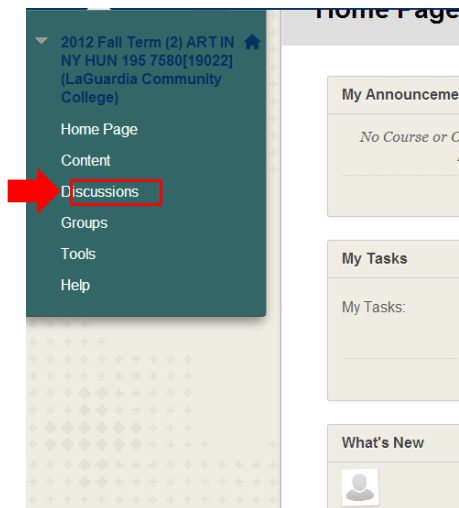 Home Page
2012 Fall Term (2) ART IN
NY HUN 195 7580[19022]
(LaGuardia Community
College)
Home Page
Content
Discussions
Groups
Tools
Help
My Announceme
No Course or O
My Tasks
My Tasks:
What's New